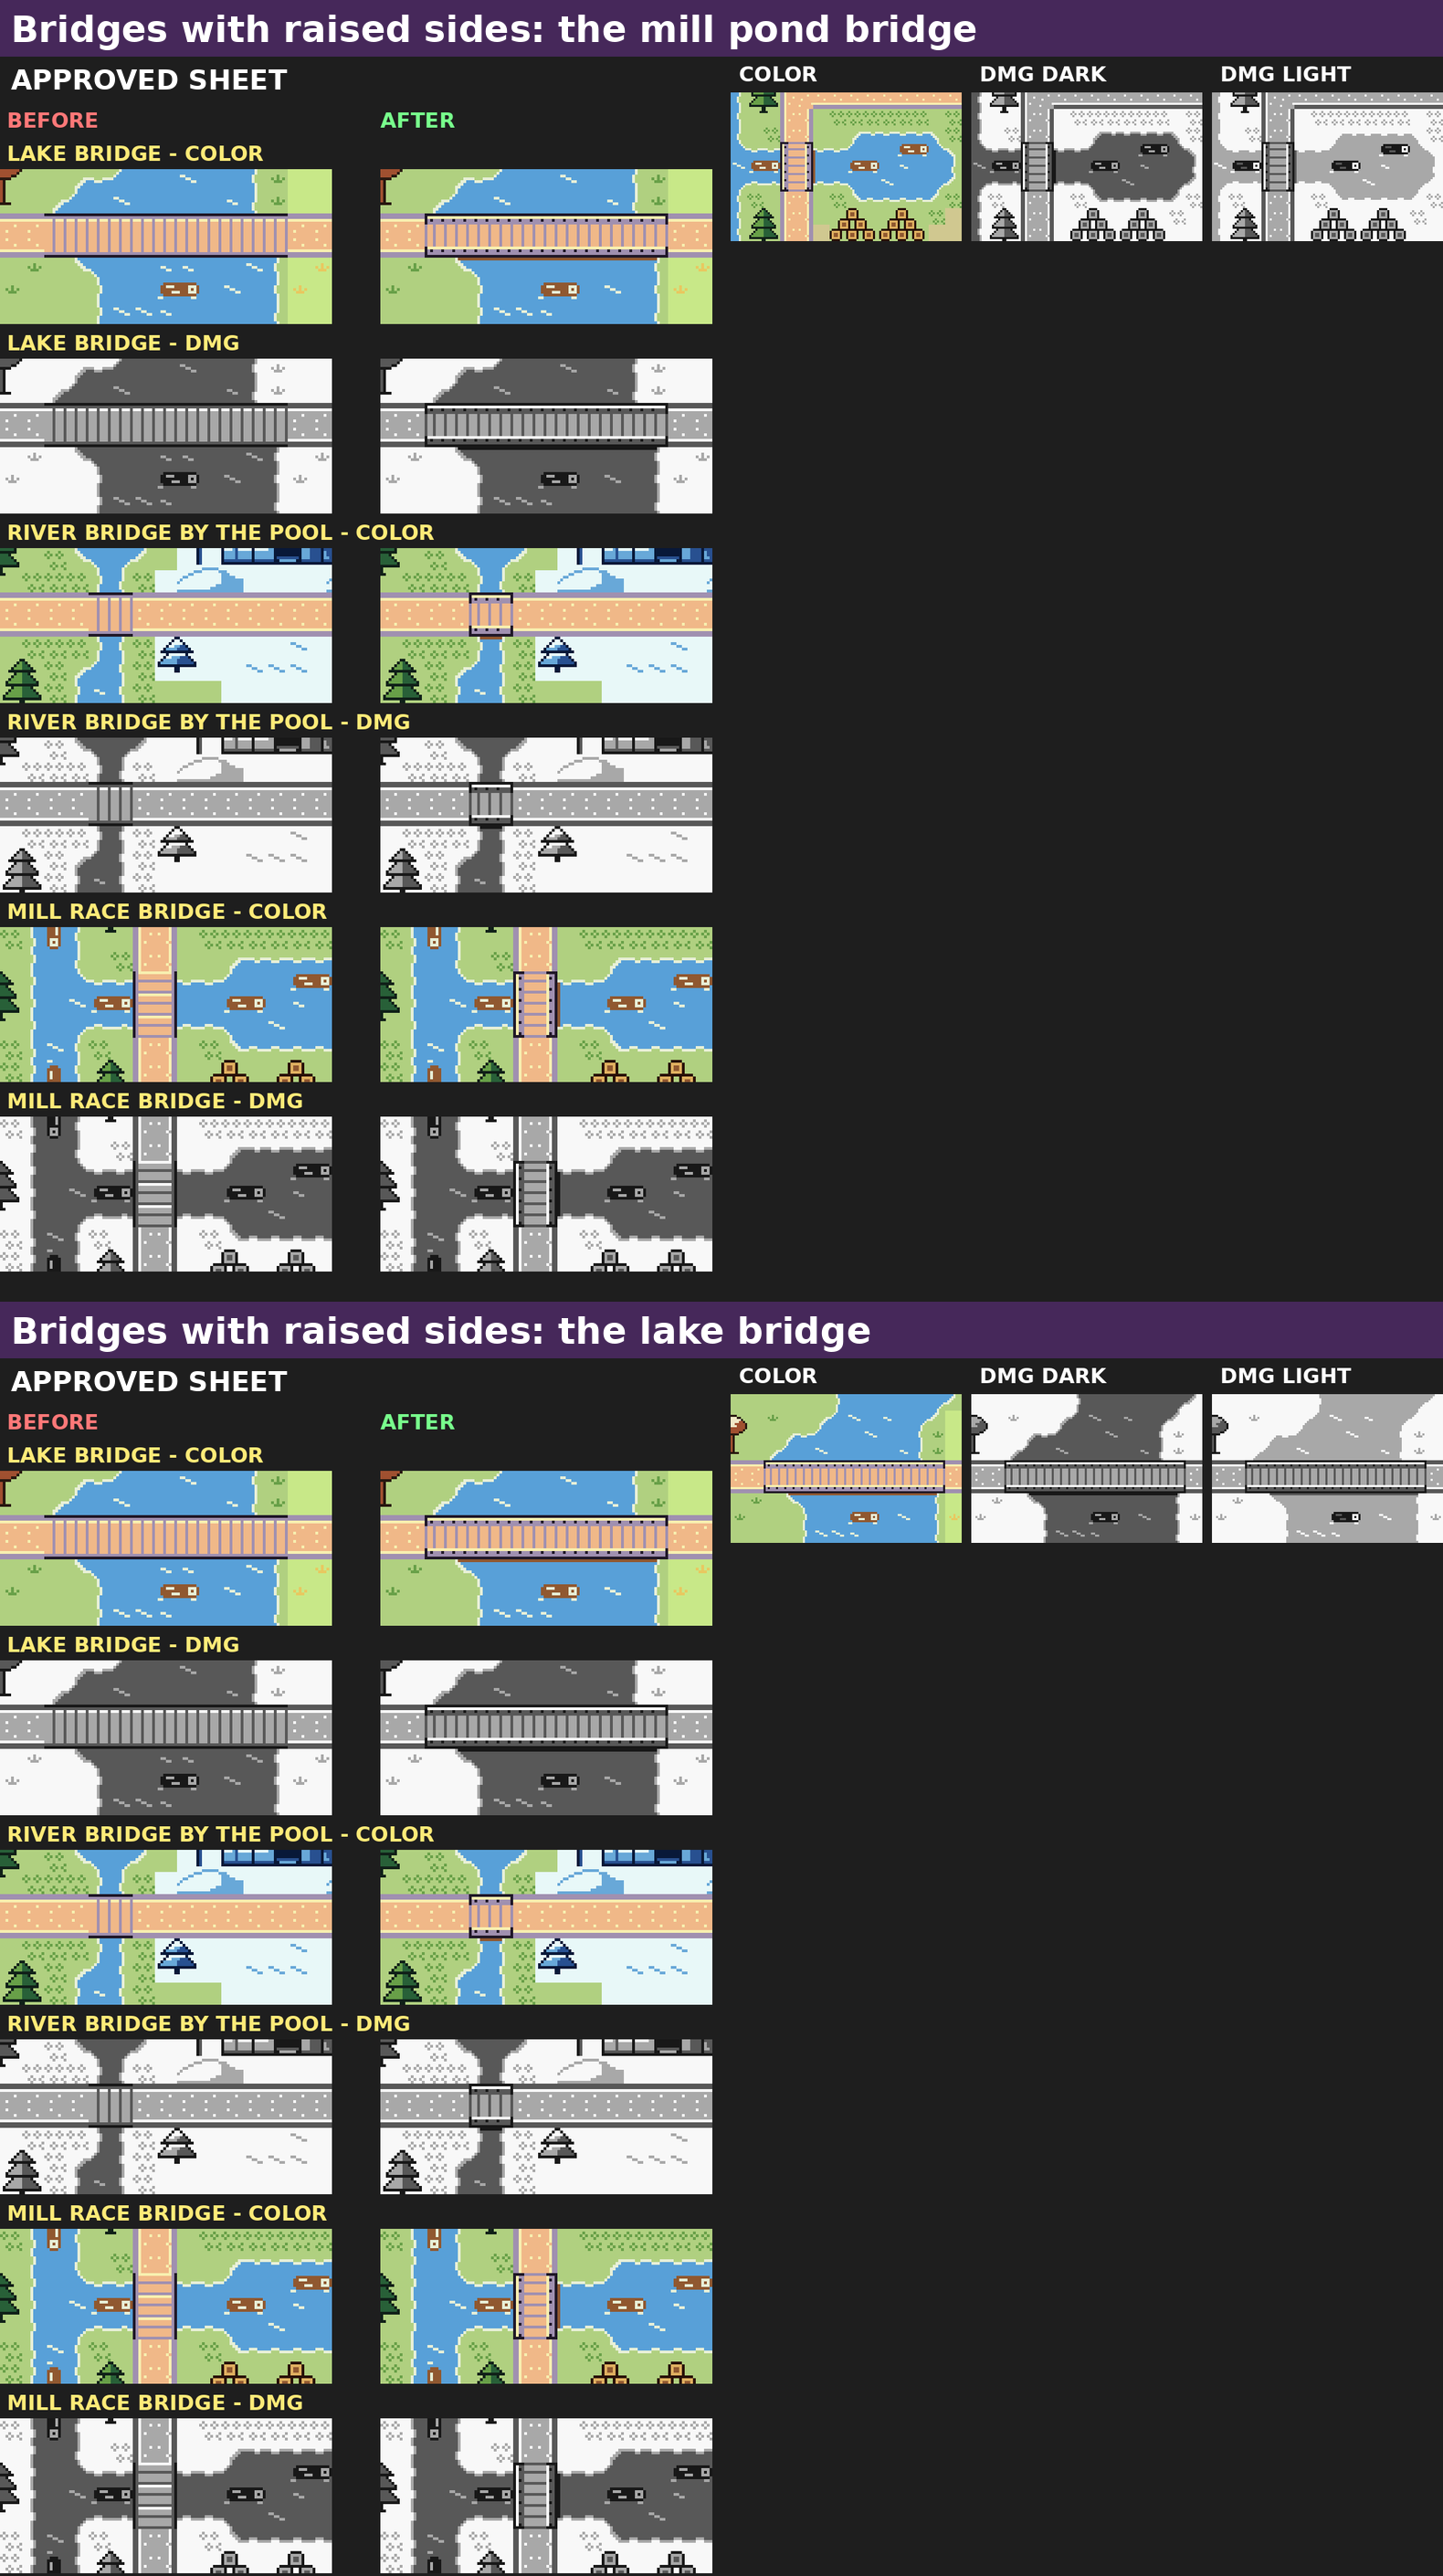 Bridges with raised sides: the mill pond bridge
APPROVED SHEET
COLOR
DMG DARK
DMG LIGHT
BEFORE
AFTER
LAKE BRIDGE - COLOR
LAKE BRIDGE - DMG
RIVER BRIDGE BY THE POOL - COLOR
RIVER BRIDGE BY THE POOL - DMG
MILL RACE BRIDGE - COLOR
MILL RACE BRIDGE - DMG
Bridges with raised sides: the lake bridge
APPROVED SHEET
COLOR
DMG DARK
DMG LIGHT
BEFORE
AFTER
LAKE BRIDGE - COLOR
LAKE BRIDGE - DMG
RIVER BRIDGE BY THE POOL - COLOR
RIVER BRIDGE BY THE POOL - DMG
MILL RACE BRIDGE - COLOR
MILL RACE BRIDGE - DMG